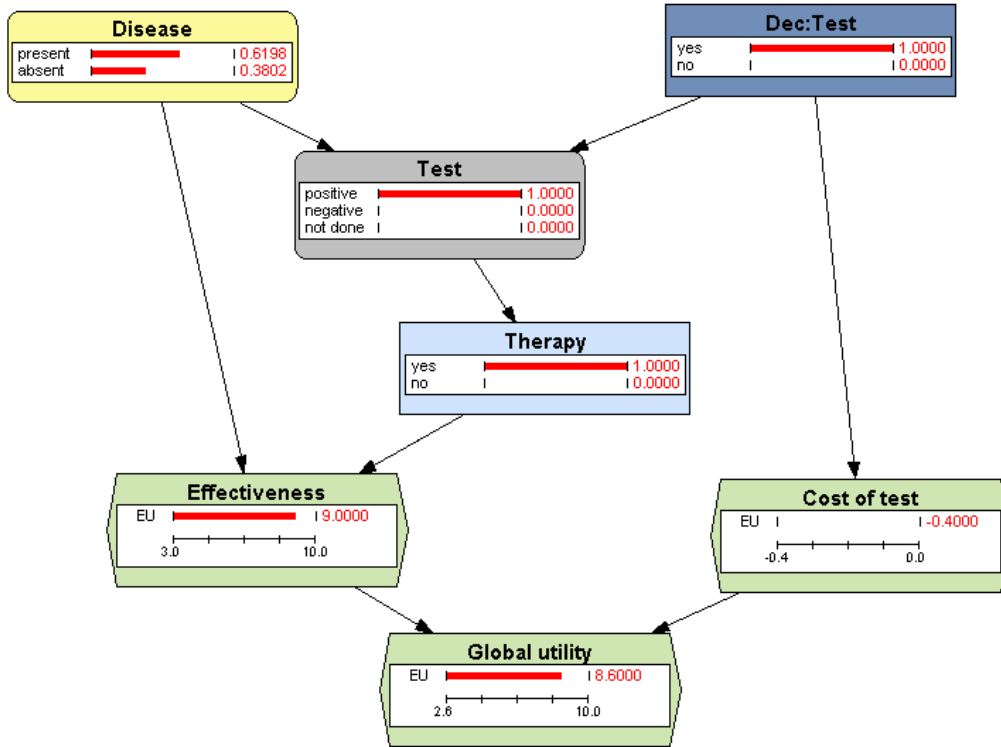 Disease
present 0.6198
absent 0.3802
Dec:Test
yes 1.0000
no 0.0000
Test
positive 1.0000
negative 0.0000
not done 0.0000
Therapy
yes 1.0000
no 0.0000
Effectiveness
EU 9.0000
3.0 10.0
Cost of test
EU -0.4000
-0.4 0.0
Global utility
EU 8.6000
2.6 10.0